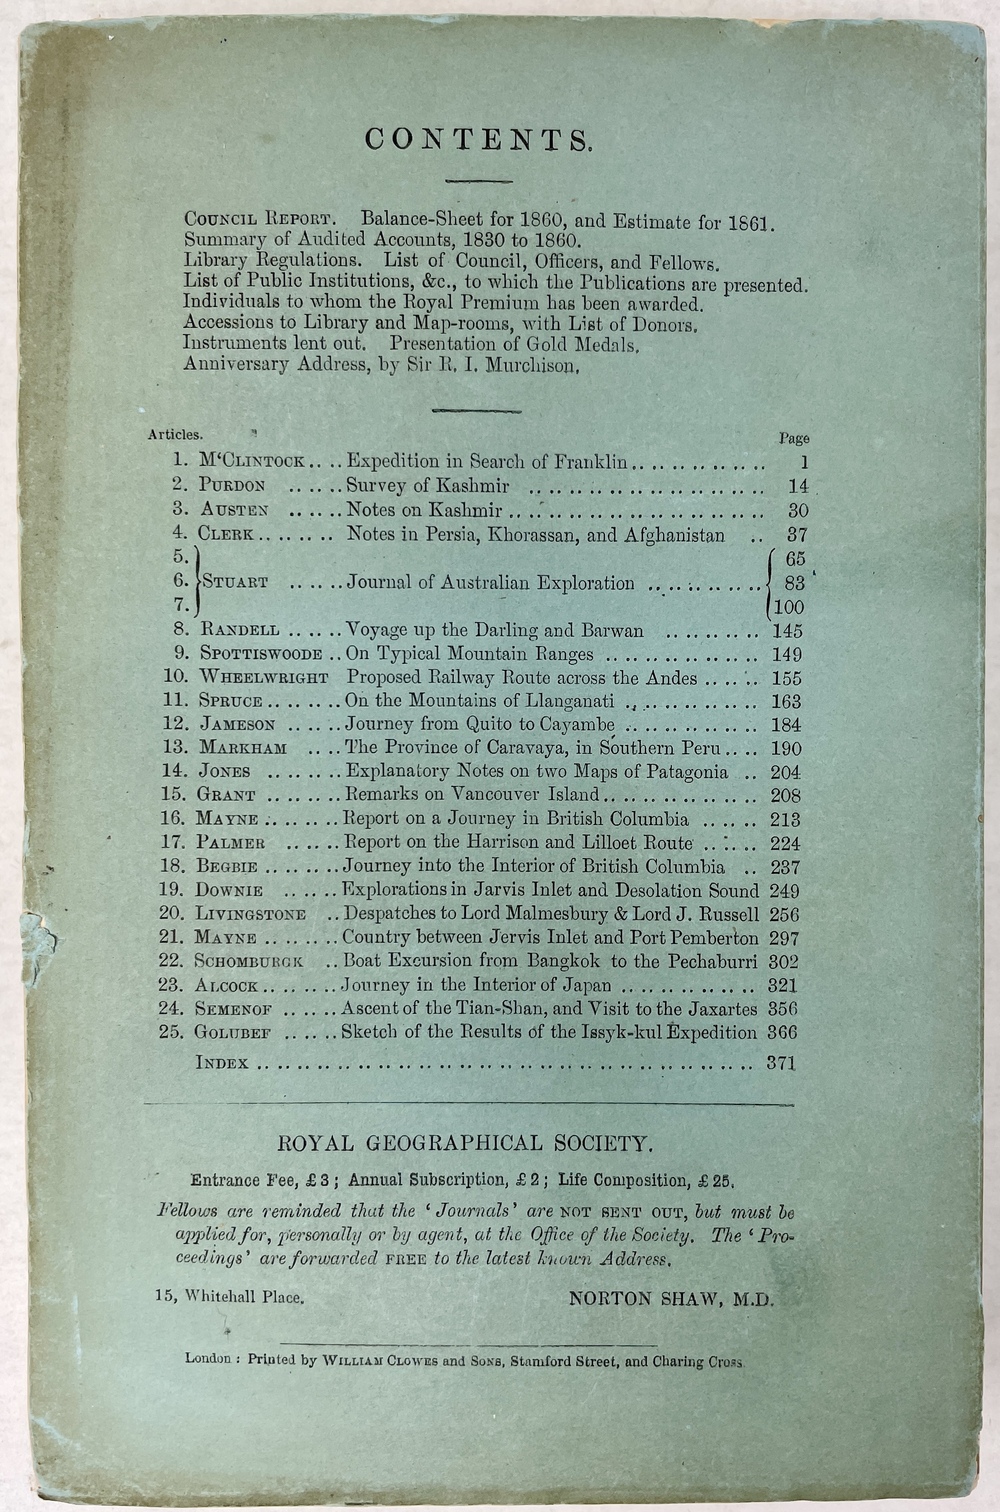 CONTENTS.
COUNCIL REPORT. Balance-Sheet for 1860, and Estimate for 1861.
Summary of Audited Accounts, 1830 to 1860.
Library Regulations. List of Council, Officers, and Fellows.
List of Public Institutions, &c., to which the Publications are presented.
Individuals to whom the Royal Premium has been awarded.
Accessions to Library and Map-rooms, with List of Donors.
Instruments lent out. Presentation of Gold Medals.
Anniversary Address, by Sir R. I. Murchison.
Articles. Page
1. M‘CLINTOCK .. .. Expedition in Search of Franklin .. .. .. .. .. .. .. 1
2. PURDON .. .. .. Survey of Kashmir .. .. .. .. .. .. .. .. .. .. .. .. 14
3. AUSTEN .. .. .. Notes on Kashmir .. .. .. .. .. .. .. .. .. .. .. .. .. 30
4. CLERK .. .. .. .. Notes in Persia, Khorassan, and Afghanistan .. 37
5. 65
6. STUART .. .. .. Journal of Australian Exploration .. .. .. .. .. .. 83
7. 100
8. RANDELL .. .. .. Voyage up the Darling and Barwan .. .. .. .. .. 145
9. SPOTTISWOODE .. On Typical Mountain Ranges .. .. .. .. .. .. .. .. 149
10. WHEELWRIGHT Proposed Railway Route across the Andes .. .. .. 155
11. SPRUCE .. .. .. .. On the Mountains of Llanganati .. .. .. .. .. .. .. 163
12. JAMESON .. .. .. Journey from Quito to Cayambe .. .. .. .. .. .. .. 184
13. MARKHAM .. .. The Province of Caravaya, in Southern Peru .. .. 190
14. JONES .. .. .. .. Explanatory Notes on two Maps of Patagonia .. 204
15. GRANT .. .. .. .. Remarks on Vancouver Island .. .. .. .. .. .. .. .. 208
16. MAYNE .. .. .. .. Report on a Journey in British Columbia .. .. .. 213
17. PALMER .. .. .. Report on the Harrison and Lilloet Route .. .. .. 224
18. BEGBIE .. .. .. .. Journey into the Interior of British Columbia .. 237
19. DOWNIE .. .. .. Explorations in Jarvis Inlet and Desolation Sound 249
20. LIVINGSTONE .. Despatches to Lord Malmesbury & Lord J. Russell 256
21. MAYNE .. .. .. .. Country between Jervis Inlet and Port Pemberton 297
22. SCHOMBURGK .. Boat Excursion from Bangkok to the Pechaburri 302
23. ALCOCK .. .. .. .. Journey in the Interior of Japan .. .. .. .. .. .. .. 321
24. SEMENOF .. .. .. Ascent of the Tian-Shan, and Visit to the Jaxartes 356
25. GOLUBEF .. .. .. Sketch of the Results of the Issyk-kul Expedition 366
INDEX .. .. .. .. .. .. .. .. .. .. .. .. .. .. .. .. .. .. .. .. .. .. .. .. .. .. 371
ROYAL GEOGRAPHICAL SOCIETY.
Entrance Fee, £3; Annual Subscription, £2; Life Composition, £25.
Fellows are reminded that the ‘Journals’ are NOT SENT OUT, but must be
applied for, personally or by agent, at the Office of the Society. The ‘Pro-
ceedings’ are forwarded FREE to the latest known Address.
15, Whitehall Place. NORTON SHAW, M.D.
London: Printed by WILLIAM CLOWES and SONS, Stamford Street, and Charing Cross